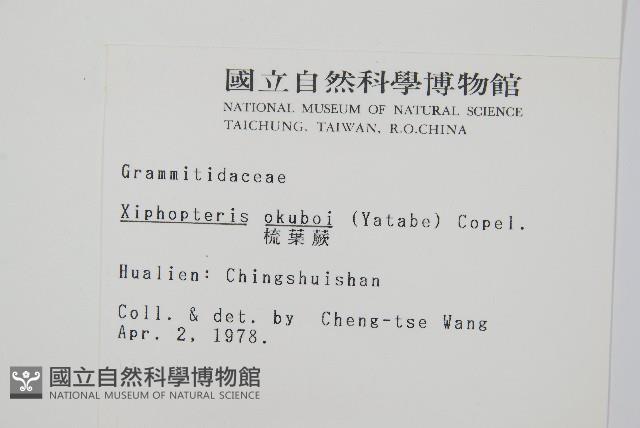 國立自然科學博物館
NATIONAL MUSEUM OF NATURAL SCIENCE
TAICHUNG, TAIWAN, R.O.CHINA
Grammitidaceae
Xiphopteris okuboi (Yatabe) Copel.
梳葉蕨
Hualien: Chingshuishan
Coll. & det. by Cheng-tse Wang
Apr. 2, 1978.
國立自然科學博物館
NATIONAL MUSEUM OF NATURAL SCIENCE